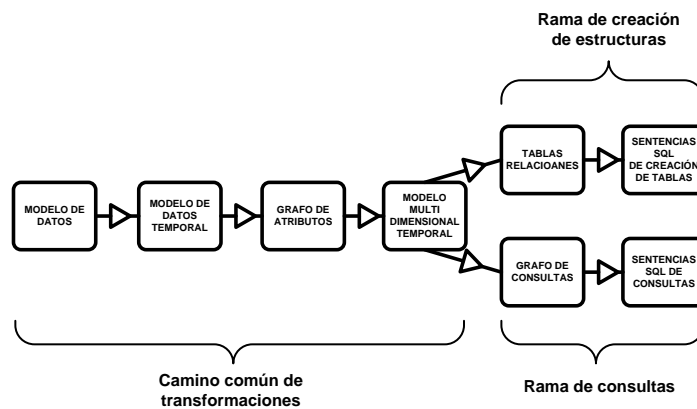 Rama de creación
de estructuras
TABLAS
RELACIOANES
SENTENCIAS
SQL
DE CREACIÓN
DE TABLAS
MODELO DE
DATOS
MODELO DE
DATOS
TEMPORAL
GRAFO DE
ATRIBUTOS
MODELO
MULTI
DIMENSIONAL
TEMPORAL
GRAFO DE
CONSULTAS
SENTENCIAS
SQL DE
CONSULTAS
Camino común de
transformaciones
Rama de consultas